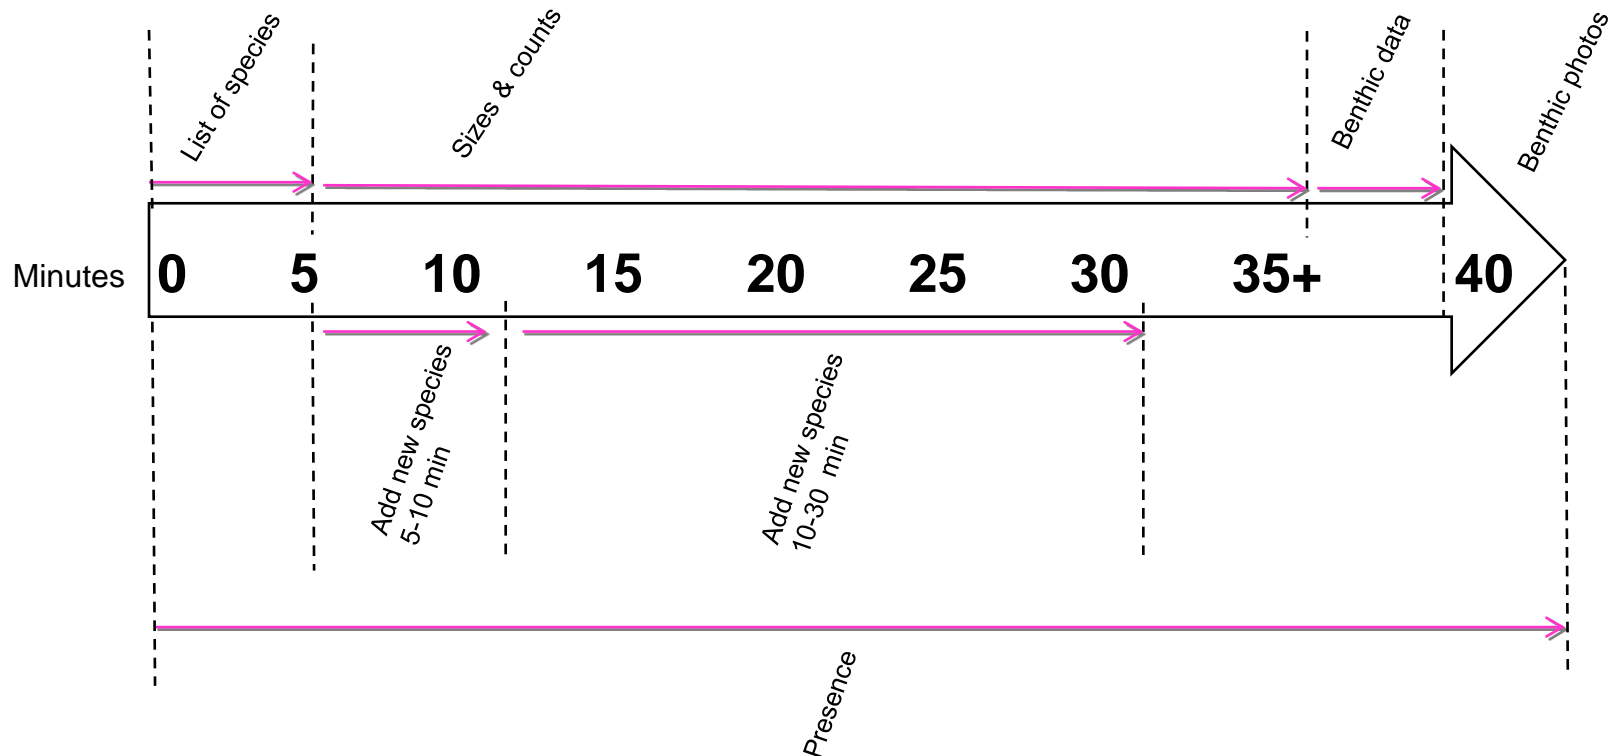 List of species
Sizes & counts
Benthic data
Benthic photos
Minutes 0 5 10 15 20 25 30 35+ 40
Add new species
5-10 min
Add new species
10-30 min
Presence